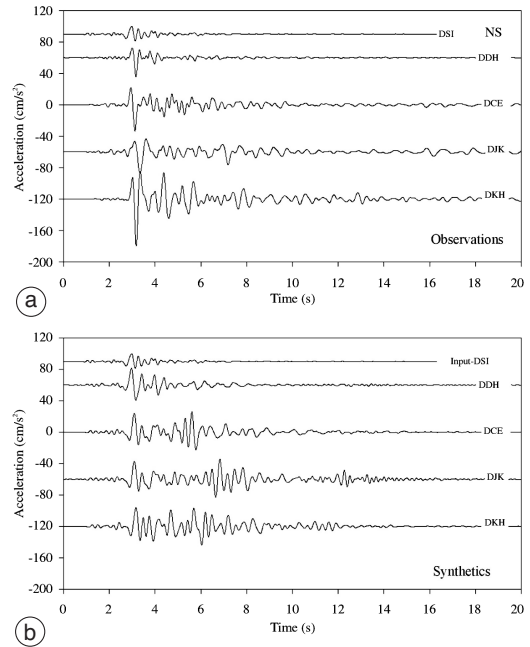 120
NS
DSI
80
DDH
40
Acceleration (cm/s²)
0
DCE
-40
DJK
-80
-120
DKH
-160
Observations
-200
0 2 4 6 8 10 12 14 16 18 20
Time (s)
a
120
Input-DSI
80
DDH
40
Acceleration (cm/s²)
0
DCE
-40
DJK
-80
-120
DKH
-160
Synthetics
-200
0 2 4 6 8 10 12 14 16 18 20
Time (s)
b